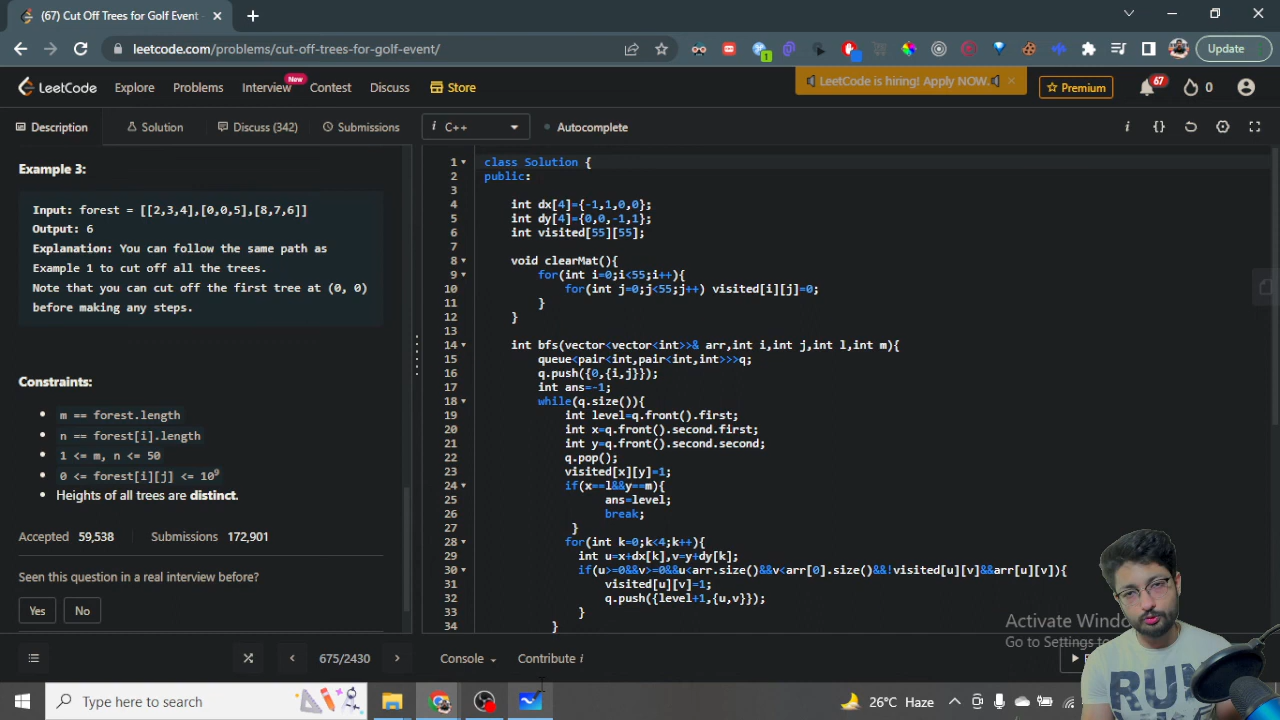 (67) Cut Off Trees for Golf Event
leetcode.com/problems/cut-off-trees-for-golf-event/
1
Update
LeetCode
Explore
Problems
Interview
New
Contest
Discuss
Store
LeetCode is hiring! Apply NOW.
Premium
67
0
Description
Solution
Discuss (342)
Submissions
C++
Autocomplete
Example 3:
Input: forest = [[2,3,4],[0,0,5],[8,7,6]]
Output: 6
Explanation: You can follow the same path as
Example 1 to cut off all the trees.
Note that you can cut off the first tree at (0, 0)
before making any steps.
Constraints:
m == forest.length
n == forest[i].length
1 <= m, n <= 50
0 <= forest[i][j] <= 10⁹
Heights of all trees are distinct.
Accepted 59,538 Submissions 172,901
Seen this question in a real interview before?
Yes No
1 class Solution {
2 public:
3
4 int dx[4]={-1,1,0,0};
5 int dy[4]={0,0,-1,1};
6 int visited[55][55];
7
8 void clearMat(){
9 for(int i=0;i<55;i++){
10 for(int j=0;j<55;j++) visited[i][j]=0;
11 }
12 }
13
14 int bfs(vector<vector<int>>& arr,int i,int j,int l,int m){
15 queue<pair<int,pair<int,int>>>q;
16 q.push({0,{i,j}});
17 int ans=-1;
18 while(q.size()){
19 int level=q.front().first;
20 int x=q.front().second.first;
21 int y=q.front().second.second;
22 q.pop();
23 visited[x][y]=1;
24 if(x==l&&y==m){
25 ans=level;
26 break;
27 }
28 for(int k=0;k<4;k++){
29 int u=x+dx[k],v=y+dy[k];
30 if(u>=0&&v>=0&&u<arr.size()&&v<arr[0].size()&&!visited[u][v]&&arr[u][v]){
31 visited[u][v]=1;
32 q.push({level+1,{u,v}});
33 }
34 }
Activate Windo
Go to Settings to
675/2430
Console
Contribute
Type here to search
26°C Haze
RUN